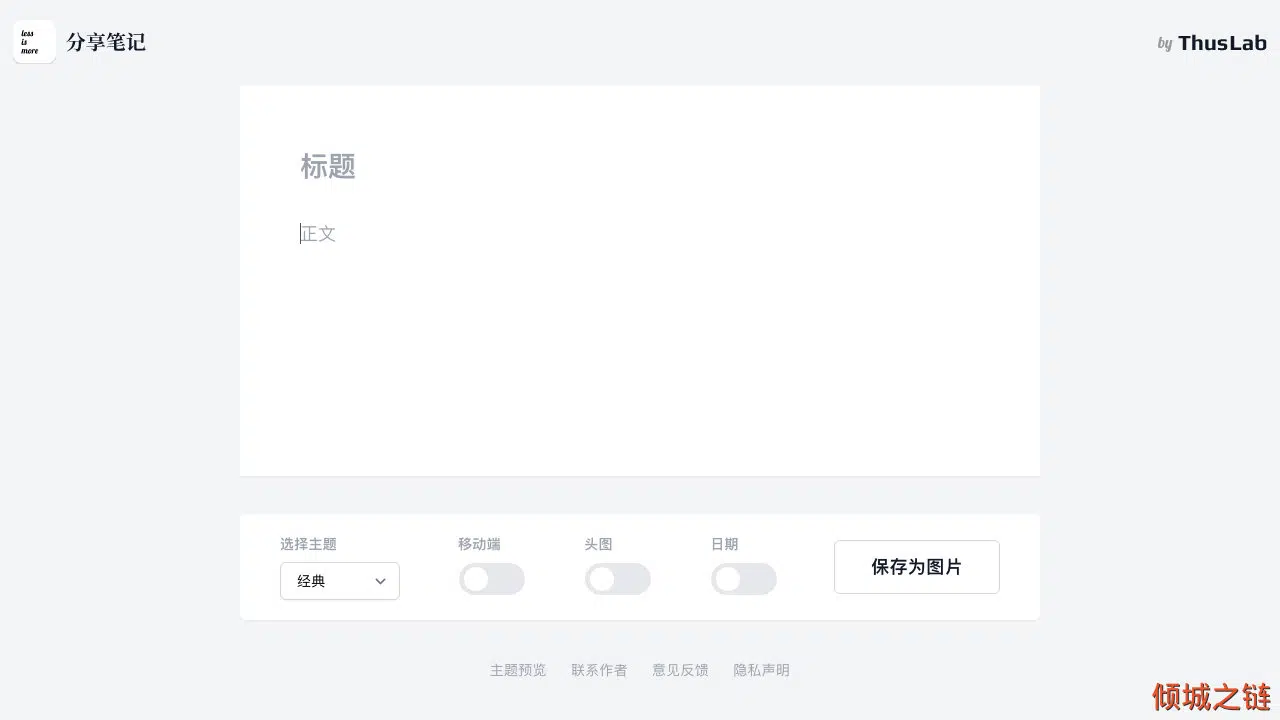 less
is
more
分享笔记
by ThusLab
标题
正文
选择主题
移动端
头图
日期
经典
保存为图片
主题预览 联系作者 意见反馈 隐私声明
倾城之链